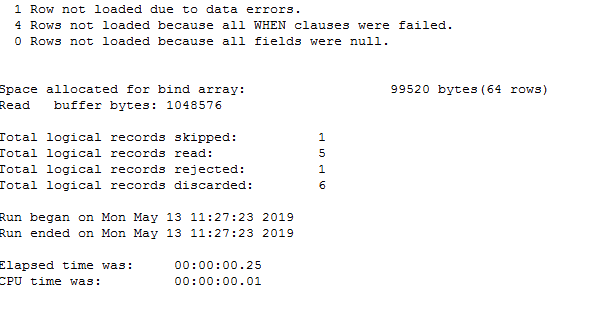 1 Row not loaded due to data errors.
4 Rows not loaded because all WHEN clauses were failed.
0 Rows not loaded because all fields were null.
Space allocated for bind array: 99520 bytes(64 rows)
Read buffer bytes: 1048576
Total logical records skipped: 1
Total logical records read: 5
Total logical records rejected: 1
Total logical records discarded: 6
Run began on Mon May 13 11:27:23 2019
Run ended on Mon May 13 11:27:23 2019
Elapsed time was: 00:00:00.25
CPU time was: 00:00:00.01